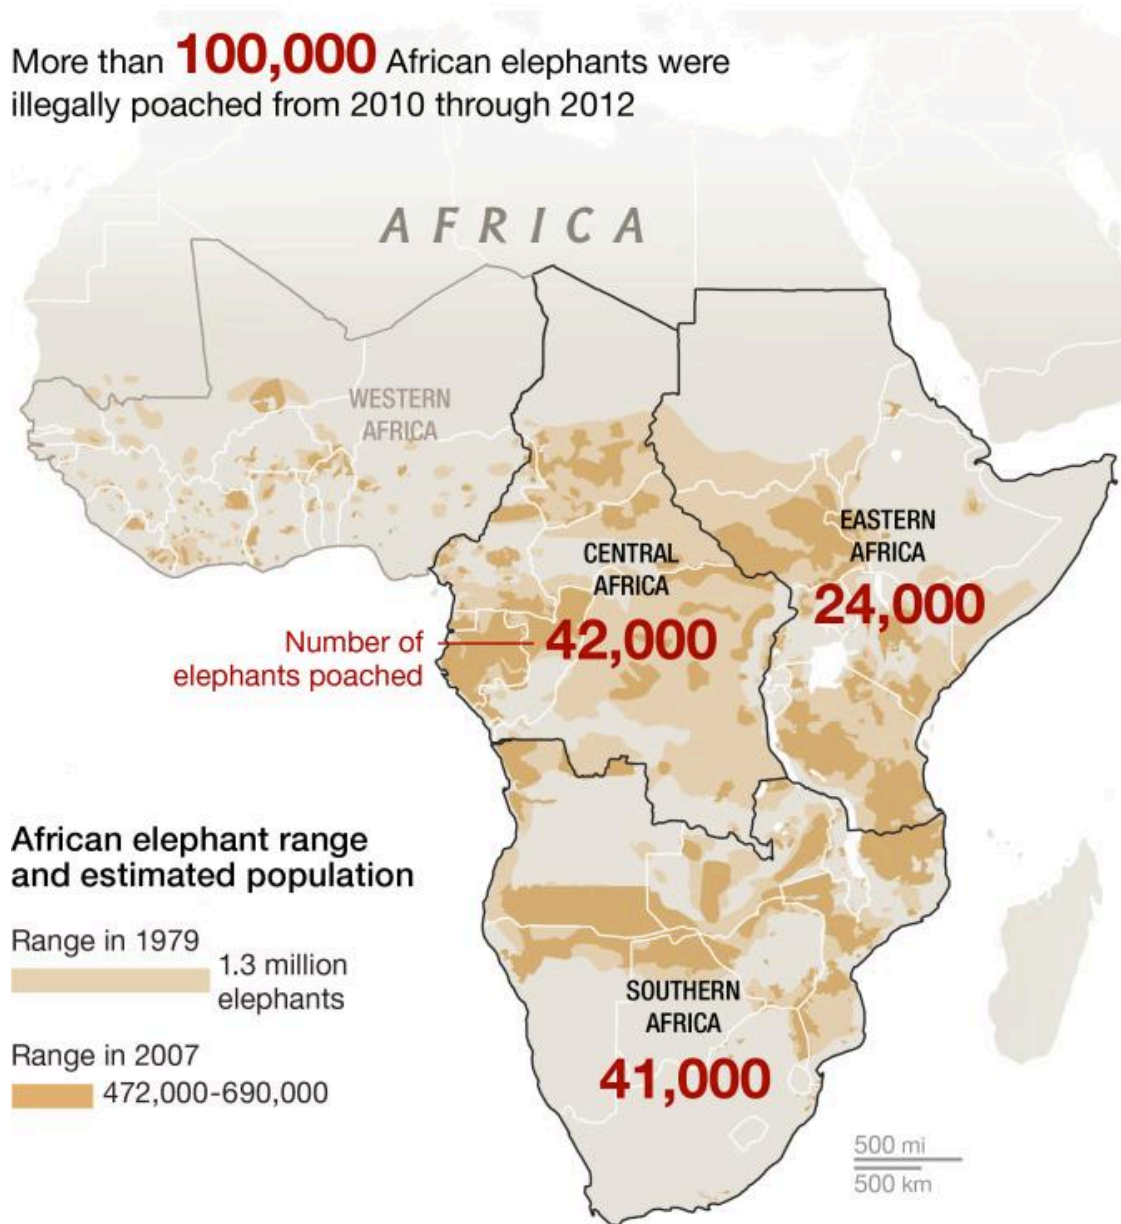 More than 100,000 African elephants were
illegally poached from 2010 through 2012
AFRICA
WESTERN
AFRICA
EASTERN
AFRICA
24,000
CENTRAL
AFRICA
42,000
Number of
elephants poached
African elephant range
and estimated population
Range in 1979
1.3 million
elephants
Range in 2007
472,000-690,000
SOUTHERN
AFRICA
41,000
500 mi
500 km